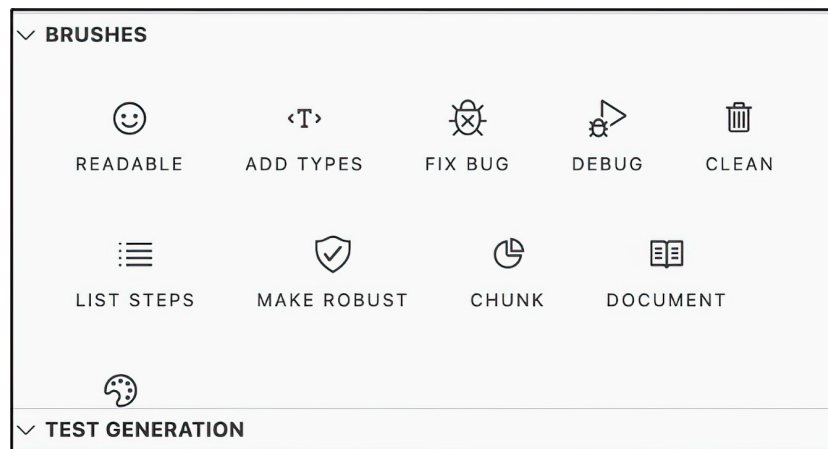 BRUSHES
READABLE ADD TYPES FIX BUG DEBUG CLEAN
LIST STEPS MAKE ROBUST CHUNK DOCUMENT
TEST GENERATION